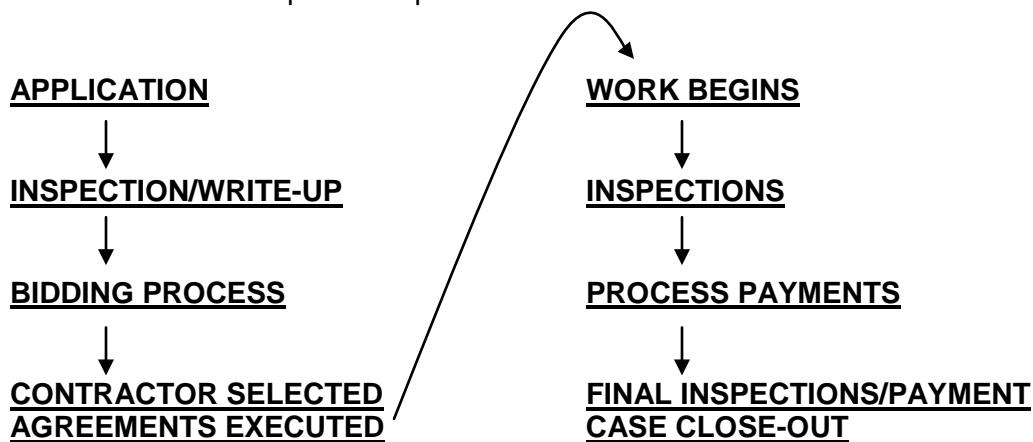 APPLICATION
INSPECTION/WRITE-UP
BIDDING PROCESS
CONTRACTOR SELECTED
AGREEMENTS EXECUTED
WORK BEGINS
INSPECTIONS
PROCESS PAYMENTS
FINAL INSPECTIONS/PAYMENT
CASE CLOSE-OUT